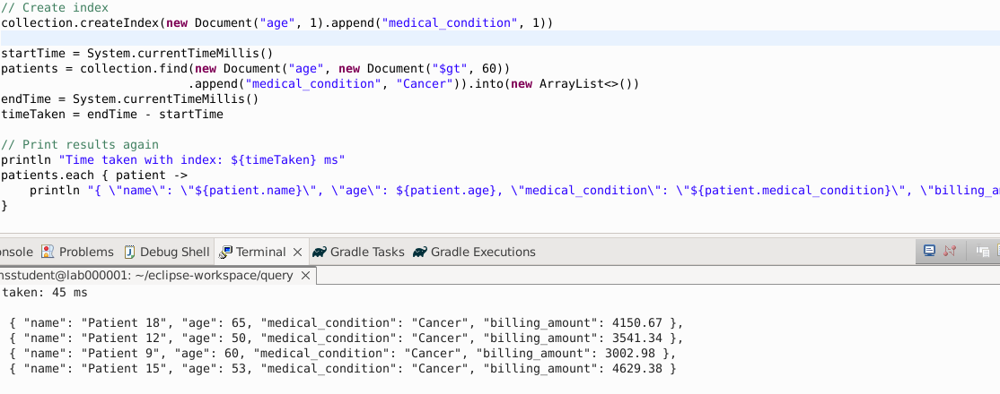 // Create index
collection.createIndex(new Document("age", 1).append("medical_condition", 1))
startTime = System.currentTimeMillis()
patients = collection.find(new Document("age", new Document("$gt", 60))
.append("medical_condition", "Cancer")).into(new ArrayList<>())
endTime = System.currentTimeMillis()
timeTaken = endTime - startTime
// Print results again
println "Time taken with index: ${timeTaken} ms"
patients.each { patient ->
println "{ \"name\": \"${patient.name}\", \"age\": ${patient.age}, \"medical_condition\": \"${patient.medical_condition}\", \"billing_am
}
onsole Problems Debug Shell Terminal Gradle Tasks Gradle Executions
msstudent@lab000001: ~/eclipse-workspace/query
taken: 45 ms
{ "name": "Patient 18", "age": 65, "medical_condition": "Cancer", "billing_amount": 4150.67 },
{ "name": "Patient 12", "age": 50, "medical_condition": "Cancer", "billing_amount": 3541.34 },
{ "name": "Patient 9", "age": 60, "medical_condition": "Cancer", "billing_amount": 3002.98 },
{ "name": "Patient 15", "age": 53, "medical_condition": "Cancer", "billing_amount": 4629.38 }